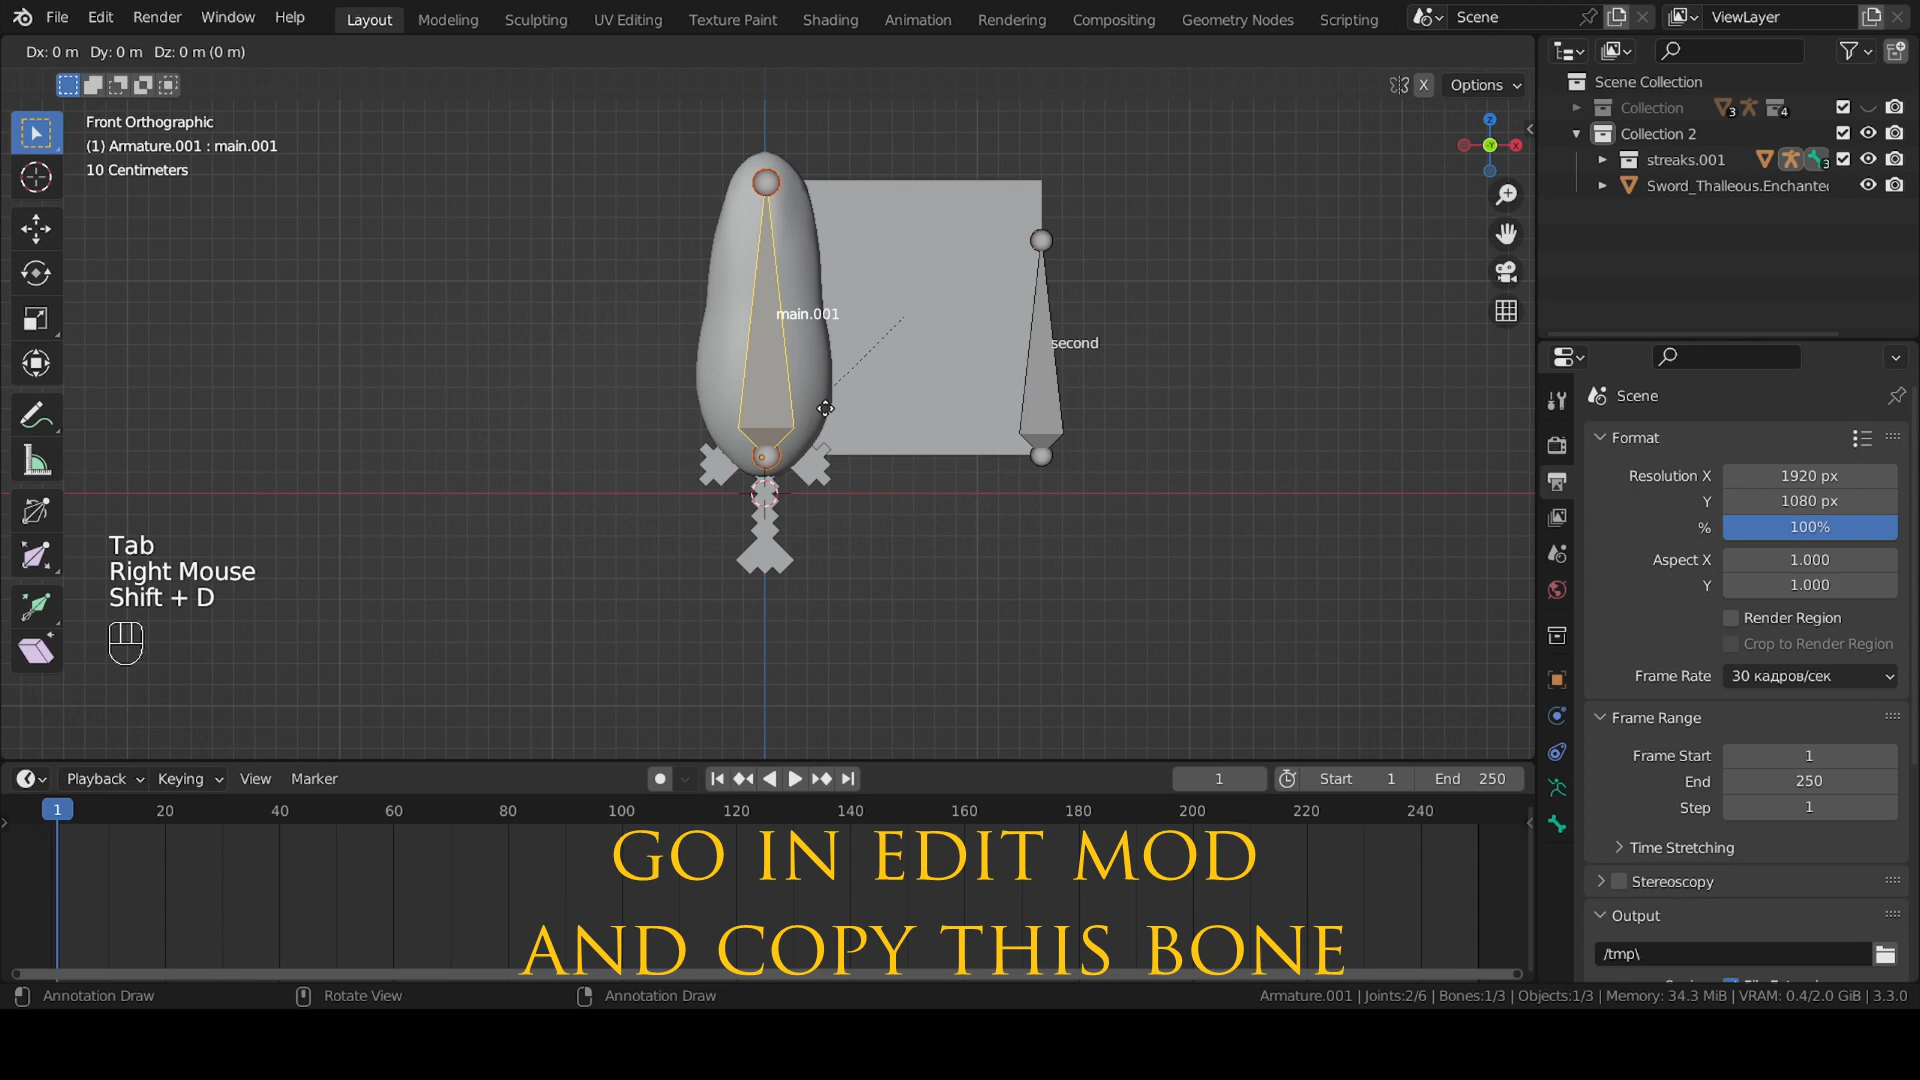 File Edit Render Window Help Layout Modeling Sculpting UV Editing Texture Paint Shading Animation Rendering Compositing Geometry Nodes Scripting Scene ViewLayer
Dx: 0 m Dy: 0 m Dz: 0 m (0 m)
X Options
Front Orthographic
(1) Armature.001 : main.001
10 Centimeters
Z
-Y
X
main.001
second
Tab
Right Mouse
Shift + D
Scene Collection
Collection 3 4
Collection 2
streaks.001 3
Sword_Thalleous.Enchante
Scene
Format
Resolution X 1920 px
Y 1080 px
% 100%
Aspect X 1.000
Y 1.000
Render Region
Crop to Render Region
Frame Rate 30 кадров/сек
Frame Range
Frame Start 1
End 250
Step 1
Time Stretching
Stereoscopy
Output
/tmp\
Playback Keying View Marker 1 Start 1 End 250
1 20 40 60 80 100 120 140 160 180 200 220 240
GO IN EDIT MOD
AND COPY THIS BONE
Annotation Draw Rotate View Annotation Draw Armature.001 | Joints:2/6 | Bones:1/3 | Objects:1/3 | Memory: 34.3 MiB | VRAM: 0.4/2.0 GiB | 3.3.0